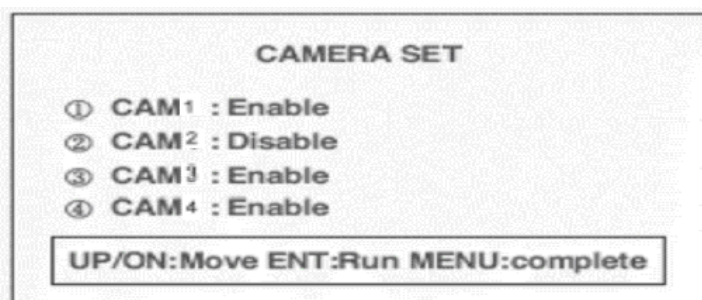 CAMERA SET
① CAM1 : Enable
② CAM2 : Disable
③ CAM3 : Enable
④ CAM4 : Enable
UP/ON:Move ENT:Run MENU:complete